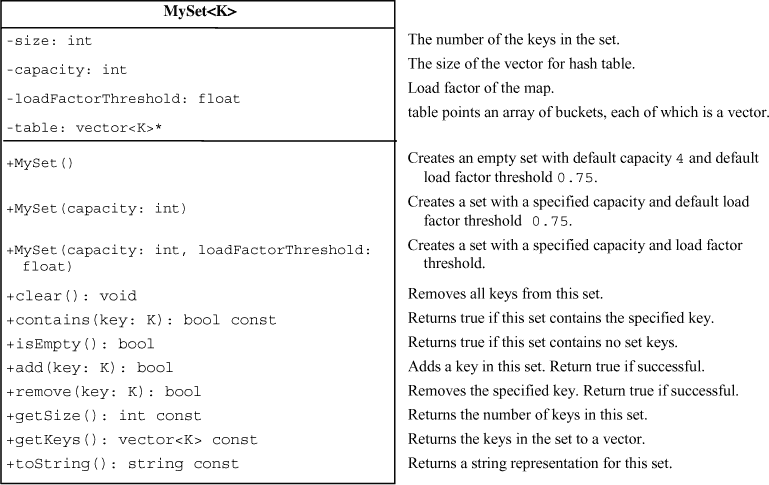 MySet<K>
-size: int
The number of the keys in the set.
-capacity: int
The size of the vector for hash table.
-loadFactorThreshold: float
Load factor of the map.
-table: vector<K>*
table points an array of buckets, each of which is a vector.
+MySet()
Creates an empty set with default capacity 4 and default
load factor threshold 0.75.
+MySet(capacity: int)
Creates a set with a specified capacity and default load
factor threshold 0.75.
+MySet(capacity: int, loadFactorThreshold:
float)
Creates a set with a specified capacity and load factor
threshold.
+clear(): void
Removes all keys from this set.
+contains(key: K): bool const
Returns true if this set contains the specified key.
+isEmpty(): bool
Returns true if this set contains no set keys.
+add(key: K): bool
Adds a key in this set. Return true if successful.
+remove(key: K): bool
Removes the specified key. Return true if successful.
+getSize(): int const
Returns the number of keys in this set.
+getKeys(): vector<K> const
Returns the keys in the set to a vector.
+toString(): string const
Returns a string representation for this set.